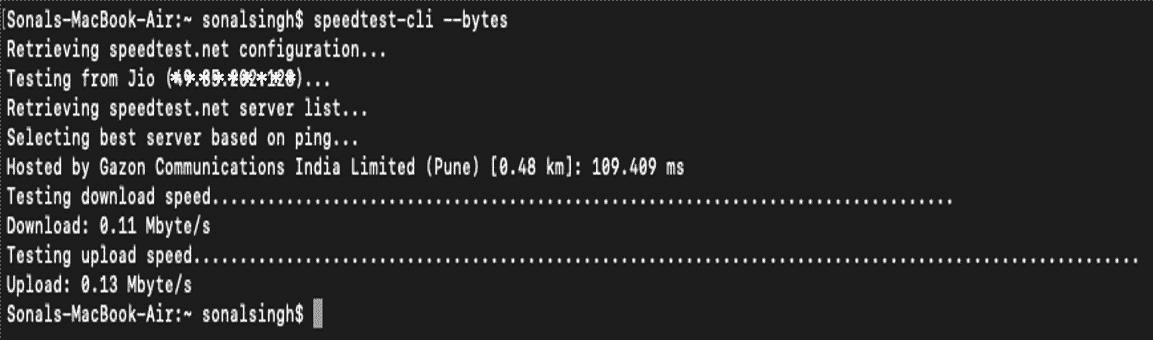 Sonals-MacBook-Air:~ sonalsingh$ speedtest-cli --bytes
Retrieving speedtest.net configuration...
Testing from Jio ()...
Retrieving speedtest.net server list...
Selecting best server based on ping...
Hosted by Gazon Communications India Limited (Pune) [0.48 km]: 109.409 ms
Testing download speed................................................................................
Download: 0.11 Mbyte/s
Testing upload speed......................................................................................................
Upload: 0.13 Mbyte/s
Sonals-MacBook-Air:~ sonalsingh$